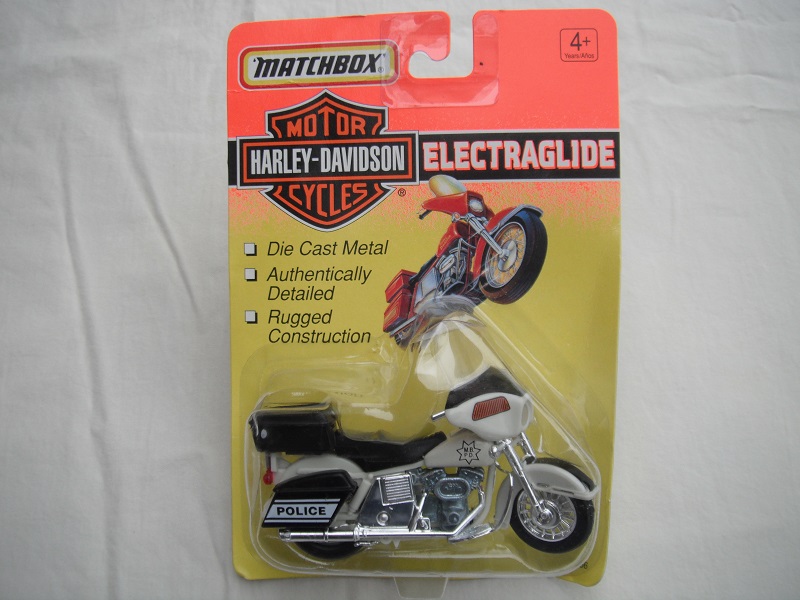 "MATCHBOX"®
4+
Years/Años
MOTOR
HARLEY-DAVIDSON
CYCLES
®
ELECTRAGLIDE
Die Cast Metal
Authentically
Detailed
Rugged
Construction
M.B.
P.D.
POLICE